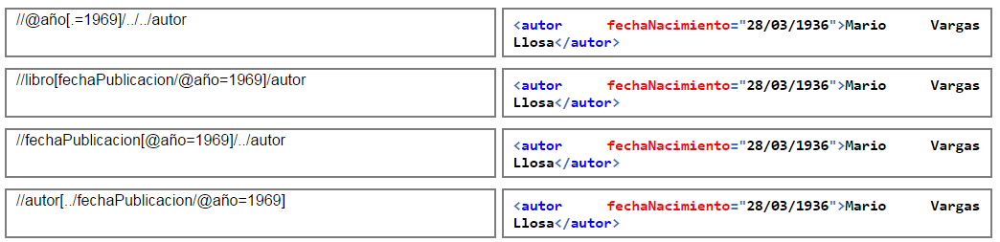 //@año[.=1969]/../../autor
<autor fechaNacimiento="28/03/1936">Mario Vargas
Llosa</autor>
//libro[fechaPublicacion/@año=1969]/autor
<autor fechaNacimiento="28/03/1936">Mario Vargas
Llosa</autor>
//fechaPublicacion[@año=1969]/../autor
<autor fechaNacimiento="28/03/1936">Mario Vargas
Llosa</autor>
//autor[../fechaPublicacion/@año=1969]
<autor fechaNacimiento="28/03/1936">Mario Vargas
Llosa</autor>